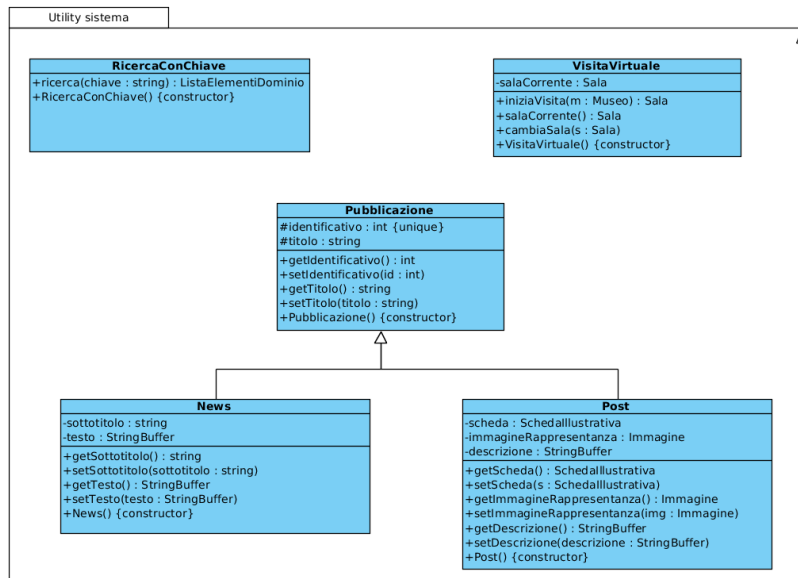 Utility sistema
RicercaConChiave
+ricerca(chiave : string) : ListaElementiDominio
+RicercaConChiave() {constructor}
VisitaVirtuale
-salaCorrente : Sala
+iniziaVisita(m : Museo) : Sala
+salaCorrente() : Sala
+cambiaSala(s : Sala)
+VisitaVirtuale() {constructor}
Pubblicazione
#identificativo : int {unique}
#titolo : string
+getIdentificativo() : int
+setIdentificativo(id : int)
+getTitolo() : string
+setTitolo(titolo : string)
+Pubblicazione() {constructor}
News
-sottotitolo : string
-testo : StringBuffer
+getSottotitolo() : string
+setSottotitolo(sottotitolo : string)
+getTesto() : StringBuffer
+setTesto(testo : StringBuffer)
+News() {constructor}
Post
-scheda : SchedaIllustrativa
-immagineRappresentanza : Immagine
-descrizione : StringBuffer
+getScheda() : SchedaIllustrativa
+setScheda(s : SchedaIllustrativa)
+getImmagineRappresentanza() : Immagine
+setImmagineRappresentanza(img : Immagine)
+getDescrizione() : StringBuffer
+setDescrizione(descrizione : StringBuffer)
+Post() {constructor}